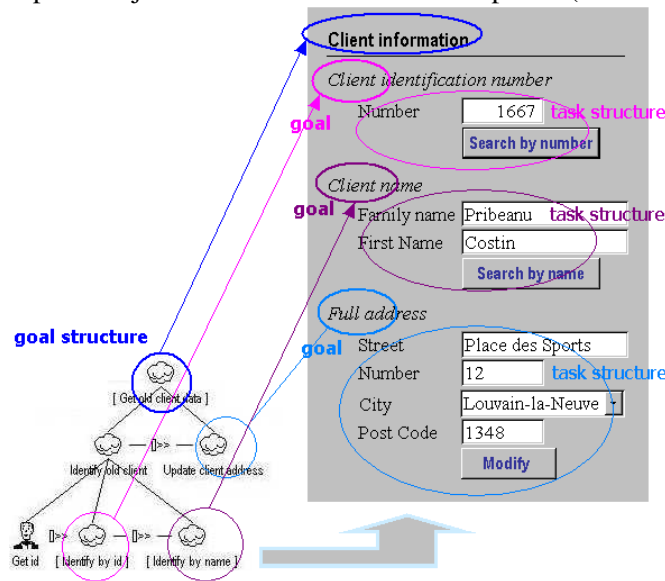 Client information
Client identification number
goal
Number 1667 task structure
Search by number
Client name
goal
Family name Pribeanu task structure
First Name Costin
Search by name
Full address
goal structure
goal Street Place des Sports
Number 12 task structure
City Louvain-la-Neuve
Post Code 1348
Modify
[ Get old client data ]
[]>>
Identify old client Update client address
[]>> []>>
Get id [ Identify by id ] [ Identify by name ]